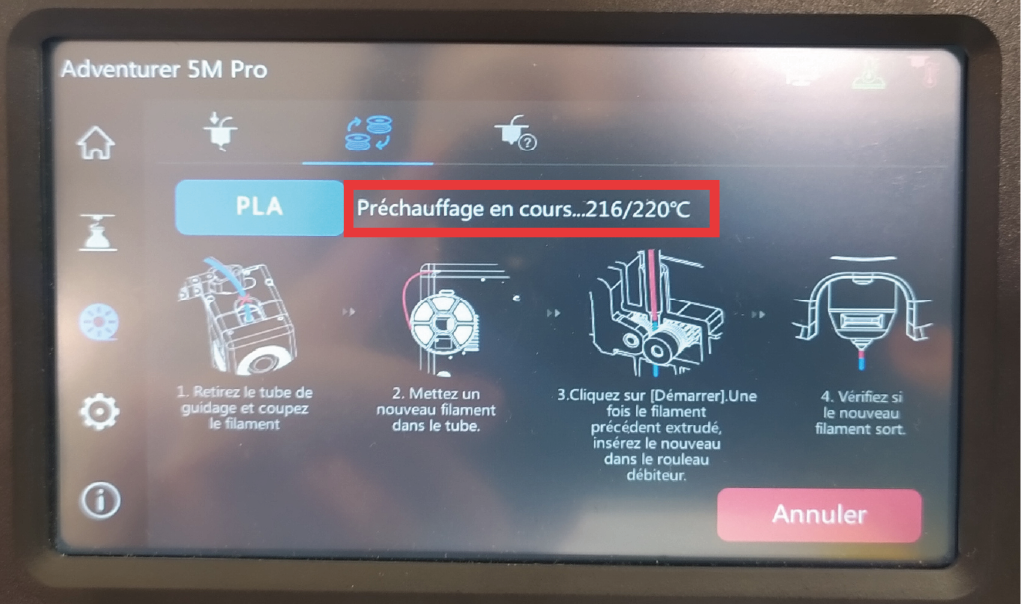 Adventurer 5M Pro
PLA
Préchauffage en cours...216/220℃
1. Retirez le tube de
guidage et coupez
le filament
2. Mettez un
nouveau filament
dans le tube.
3.Cliquez sur [Démarrer].Une
fois le filament
précédent extrudé,
insérez le nouveau
dans le rouleau
débiteur.
4. Vérifiez si
le nouveau
filament sort.
Annuler